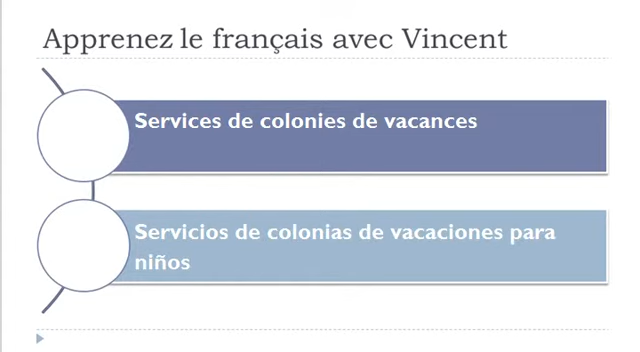 Apprenez le français avec Vincent
Services de colonies de vacances
Servicios de colonias de vacaciones para
niños